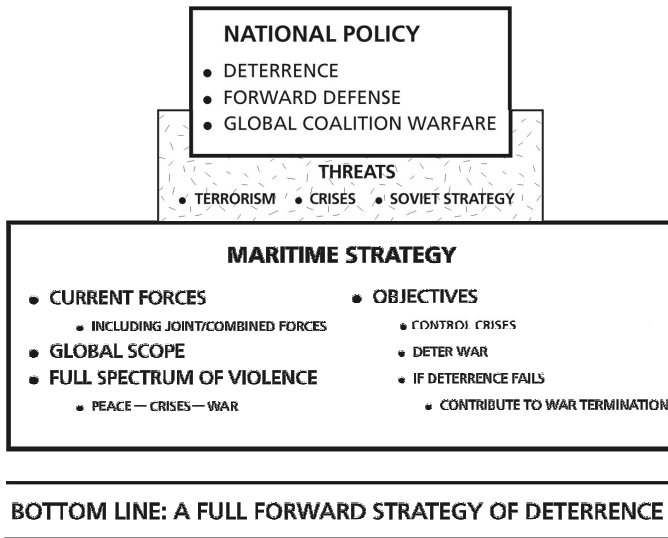 NATIONAL POLICY
• DETERRENCE
• FORWARD DEFENSE
• GLOBAL COALITION WARFARE
THREATS
• TERRORISM • CRISES • SOVIET STRATEGY
MARITIME STRATEGY
• CURRENT FORCES
• INCLUDING JOINT/COMBINED FORCES
• GLOBAL SCOPE
• FULL SPECTRUM OF VIOLENCE
• PEACE — CRISES — WAR
• OBJECTIVES
• CONTROL CRISES
• DETER WAR
• IF DETERRENCE FAILS
• CONTRIBUTE TO WAR TERMINATION
BOTTOM LINE: A FULL FORWARD STRATEGY OF DETERRENCE